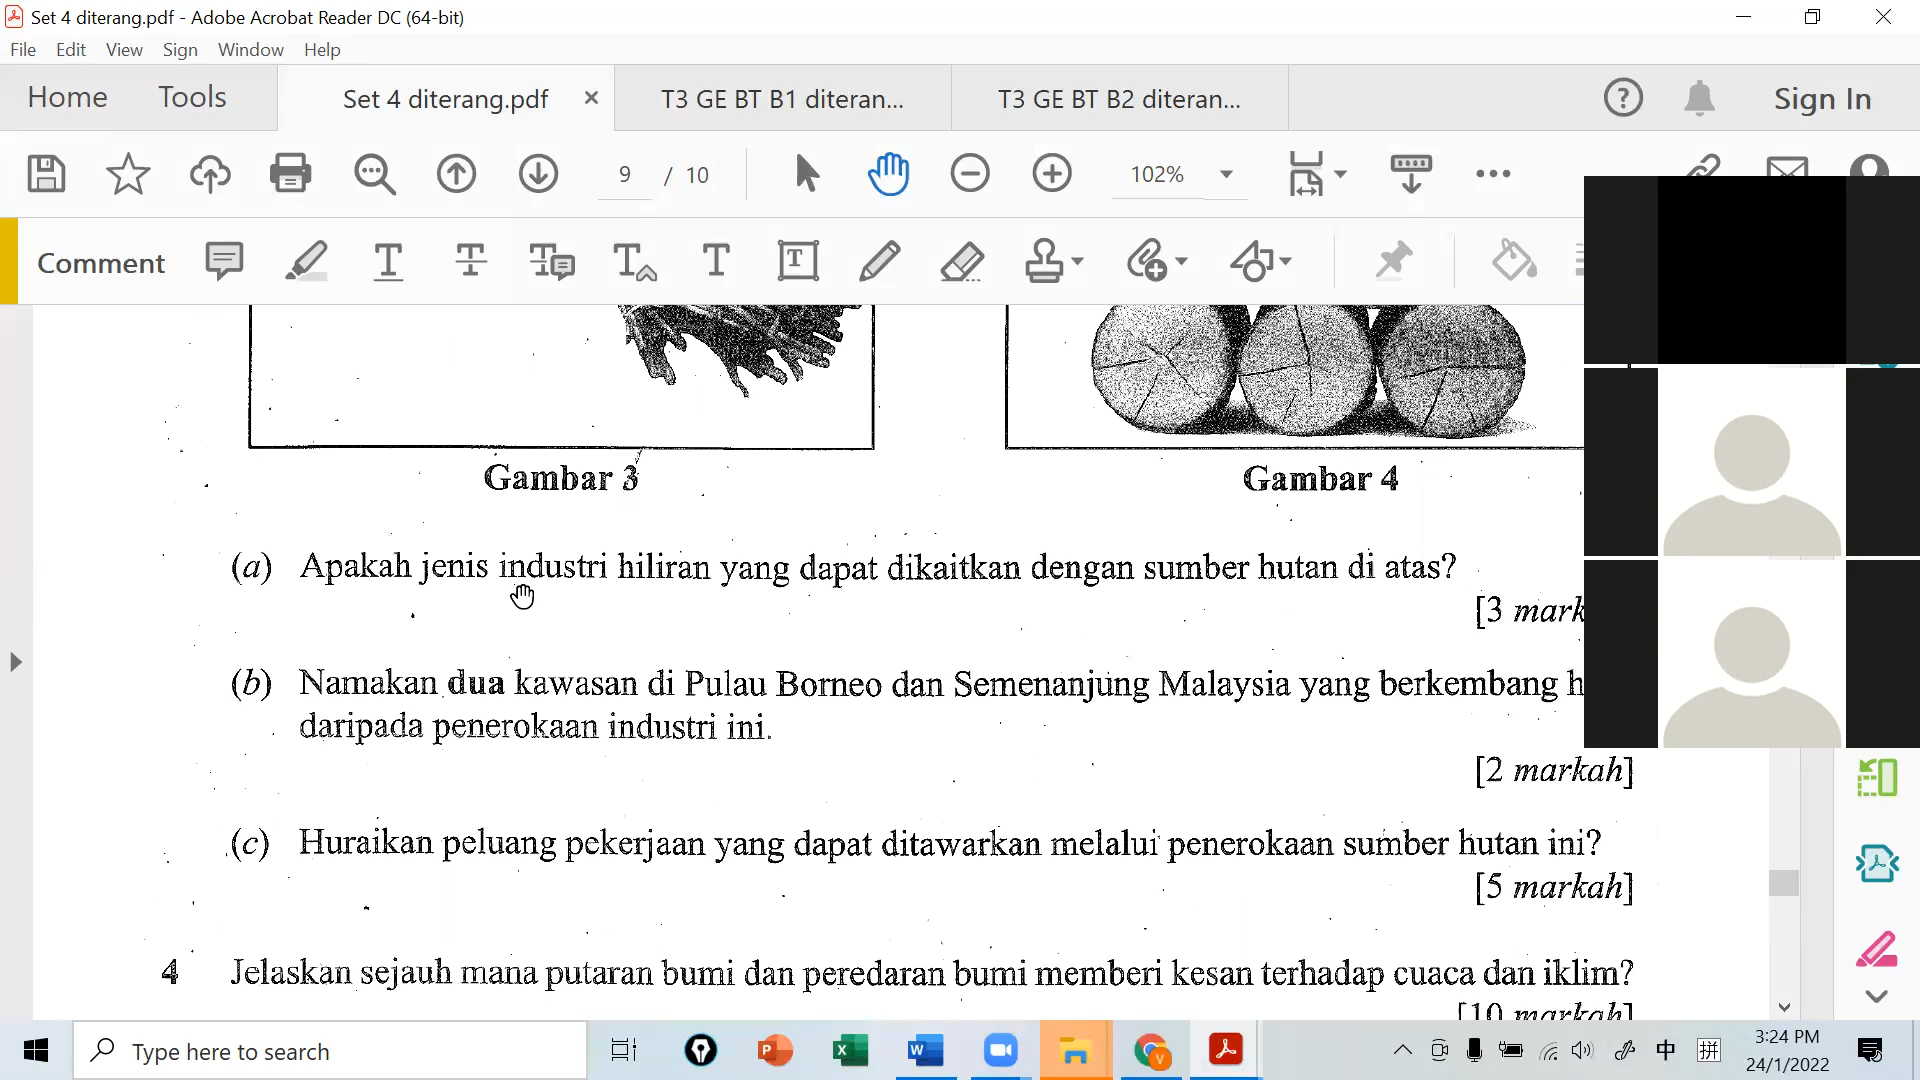 Set 4 diterang.pdf - Adobe Acrobat Reader DC (64-bit)
File Edit View Sign Window Help
Home Tools Set 4 diterang.pdf × T3 GE BT B1 diteran... T3 GE BT B2 diteran... ? Sign In
9 / 10 102%
Comment
Gambar 3 Gambar 4
(a) Apakah jenis industri hiliran yang dapat dikaitkan dengan sumber hutan di atas?
[3 mark
(b) Namakan dua kawasan di Pulau Borneo dan Semenanjung Malaysia yang berkembang h
daripada penerokaan industri ini.
[2 markah]
(c) Huraikan peluang pekerjaan yang dapat ditawarkan melalui penerokaan sumber hutan ini?
[5 markah]
4 Jelaskan sejauh mana putaran bumi dan peredaran bumi memberi kesan terhadap cuaca dan iklim?
[10 markah]
Type here to search
中 拼 3:24 PM
24/1/2022